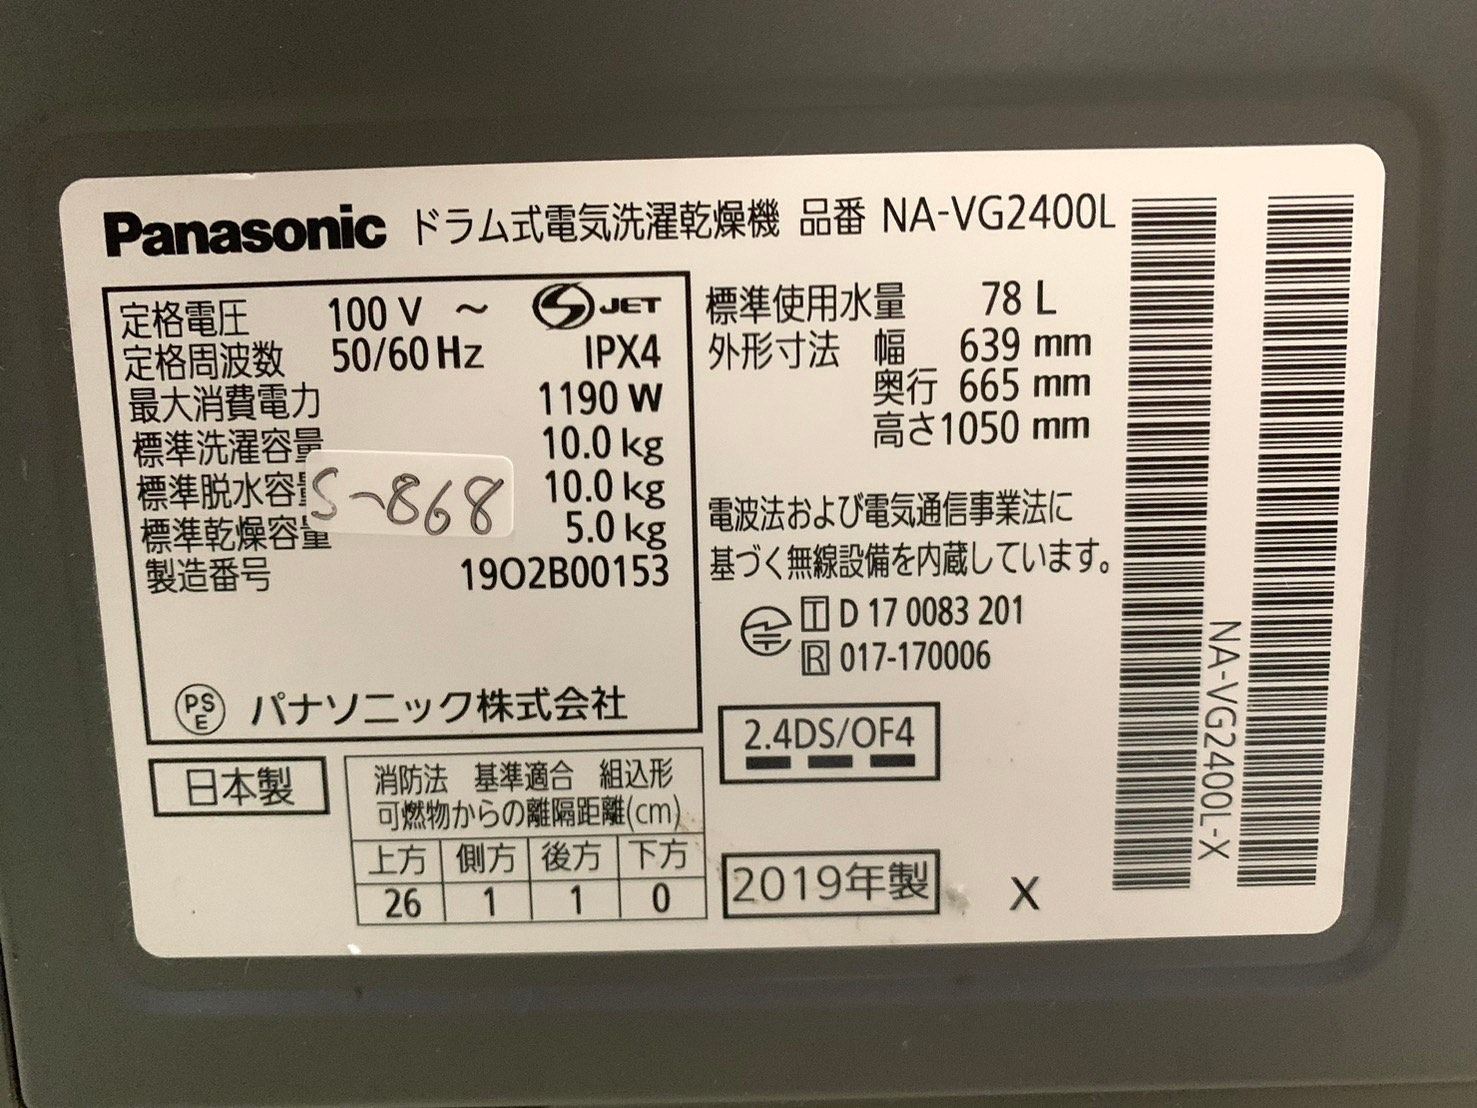 Panasonic ドラム式電気洗濯乾燥機 品番 NA-VG2400L
定格電圧 100 V ～ S JET
定格周波数 50/60 Hz IPX4
最大消費電力 1190 W
標準洗濯容量 10.0 kg
標準脱水容量 10.0 kg
標準乾燥容量 5.0 kg
S-868
製造番号 19O2B00153
PSE パナソニック株式会社
標準使用水量 78 L
外形寸法 幅 639 mm
奥行 665 mm
高さ 1050 mm
電波法および電気通信事業法に
基づく無線設備を内蔵しています。
T D 17 0083 201
R 017-170006
2.4DS/OF4
日本製
消防法 基準適合 組込形
可燃物からの離隔距離(cm)
上方 側方 後方 下方
26 1 1 0
2019年製 X
NA-VG2400L-X